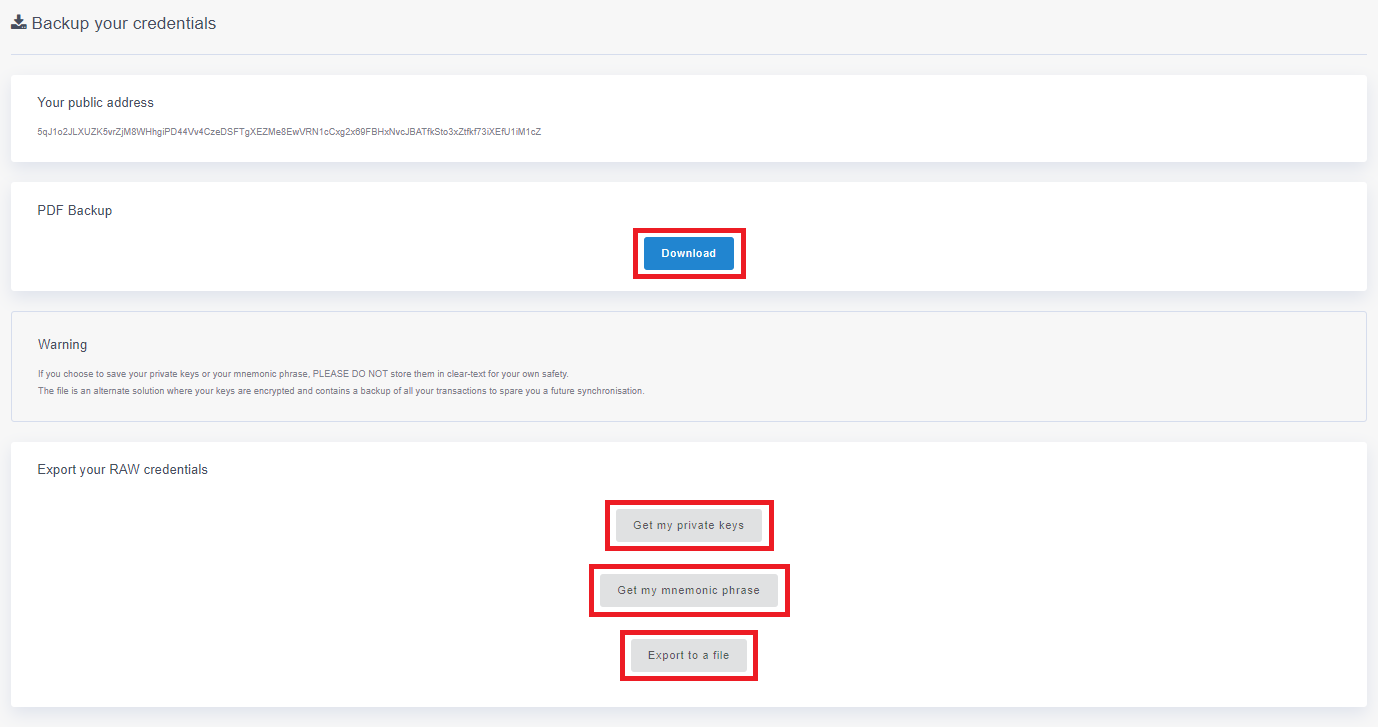 Backup your credentials
Your public address
5qJ1o2JLXUZK5vrZjM8WHhgiPD44Vv4CzeDSFTgXEZMe8EwVRN1cCxg2x69FBHxNvcJBATfkSto3xZtfkf73iXEfU1iM1cZ
PDF Backup
Download
Warning
If you choose to save your private keys or your mnemonic phrase, PLEASE DO NOT store them in clear-text for your own safety.
The file is an alternate solution where your keys are encrypted and contains a backup of all your transactions to spare you a future synchronisation.
Export your RAW credentials
Get my private keys
Get my mnemonic phrase
Export to a file